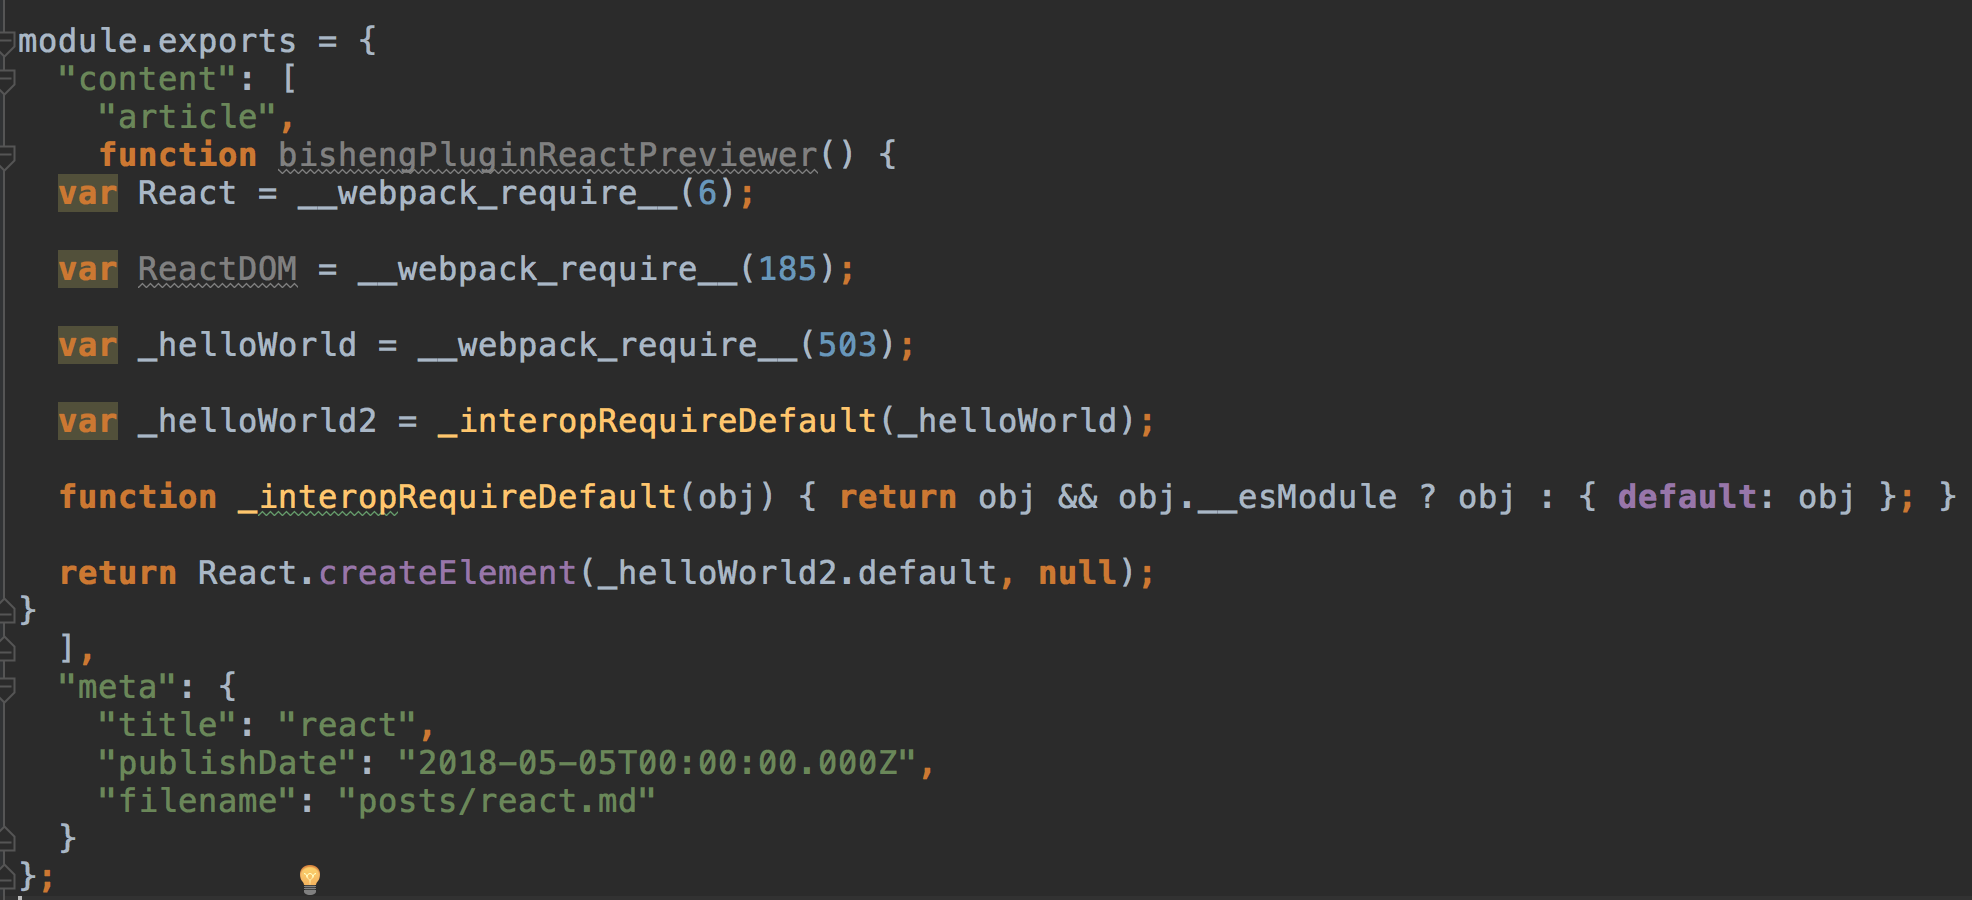 module.exports = {
  "content": [
    "article",
    function bishengPluginReactPreviewer() {
  var React = __webpack_require__(6);

  var ReactDOM = __webpack_require__(185);

  var _helloWorld = __webpack_require__(503);

  var _helloWorld2 = _interopRequireDefault(_helloWorld);

  function _interopRequireDefault(obj) { return obj && obj.__esModule ? obj : { default: obj }; }

  return React.createElement(_helloWorld2.default, null);
}
  ],
  "meta": {
    "title": "react",
    "publishDate": "2018-05-05T00:00:00.000Z",
    "filename": "posts/react.md"
  }
};